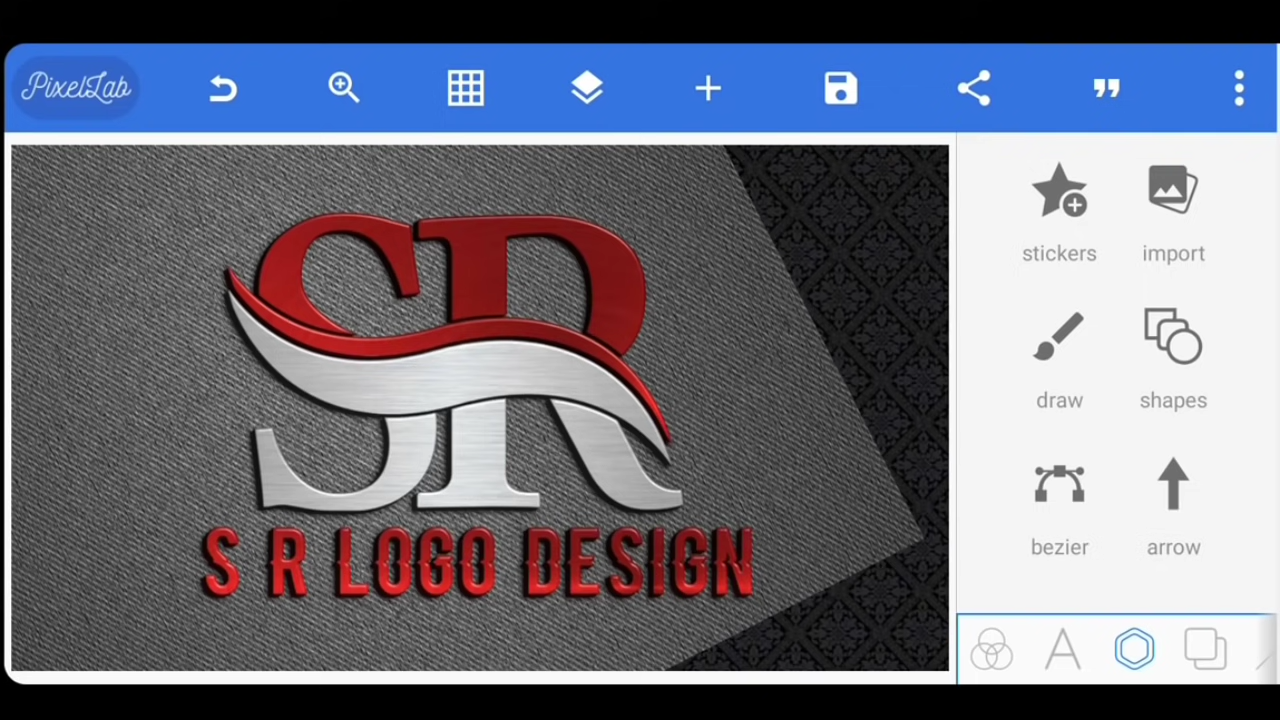 PixelLab
stickers
import
SR
draw
shapes
bezier
arrow
S R LOGO DESIGN
A